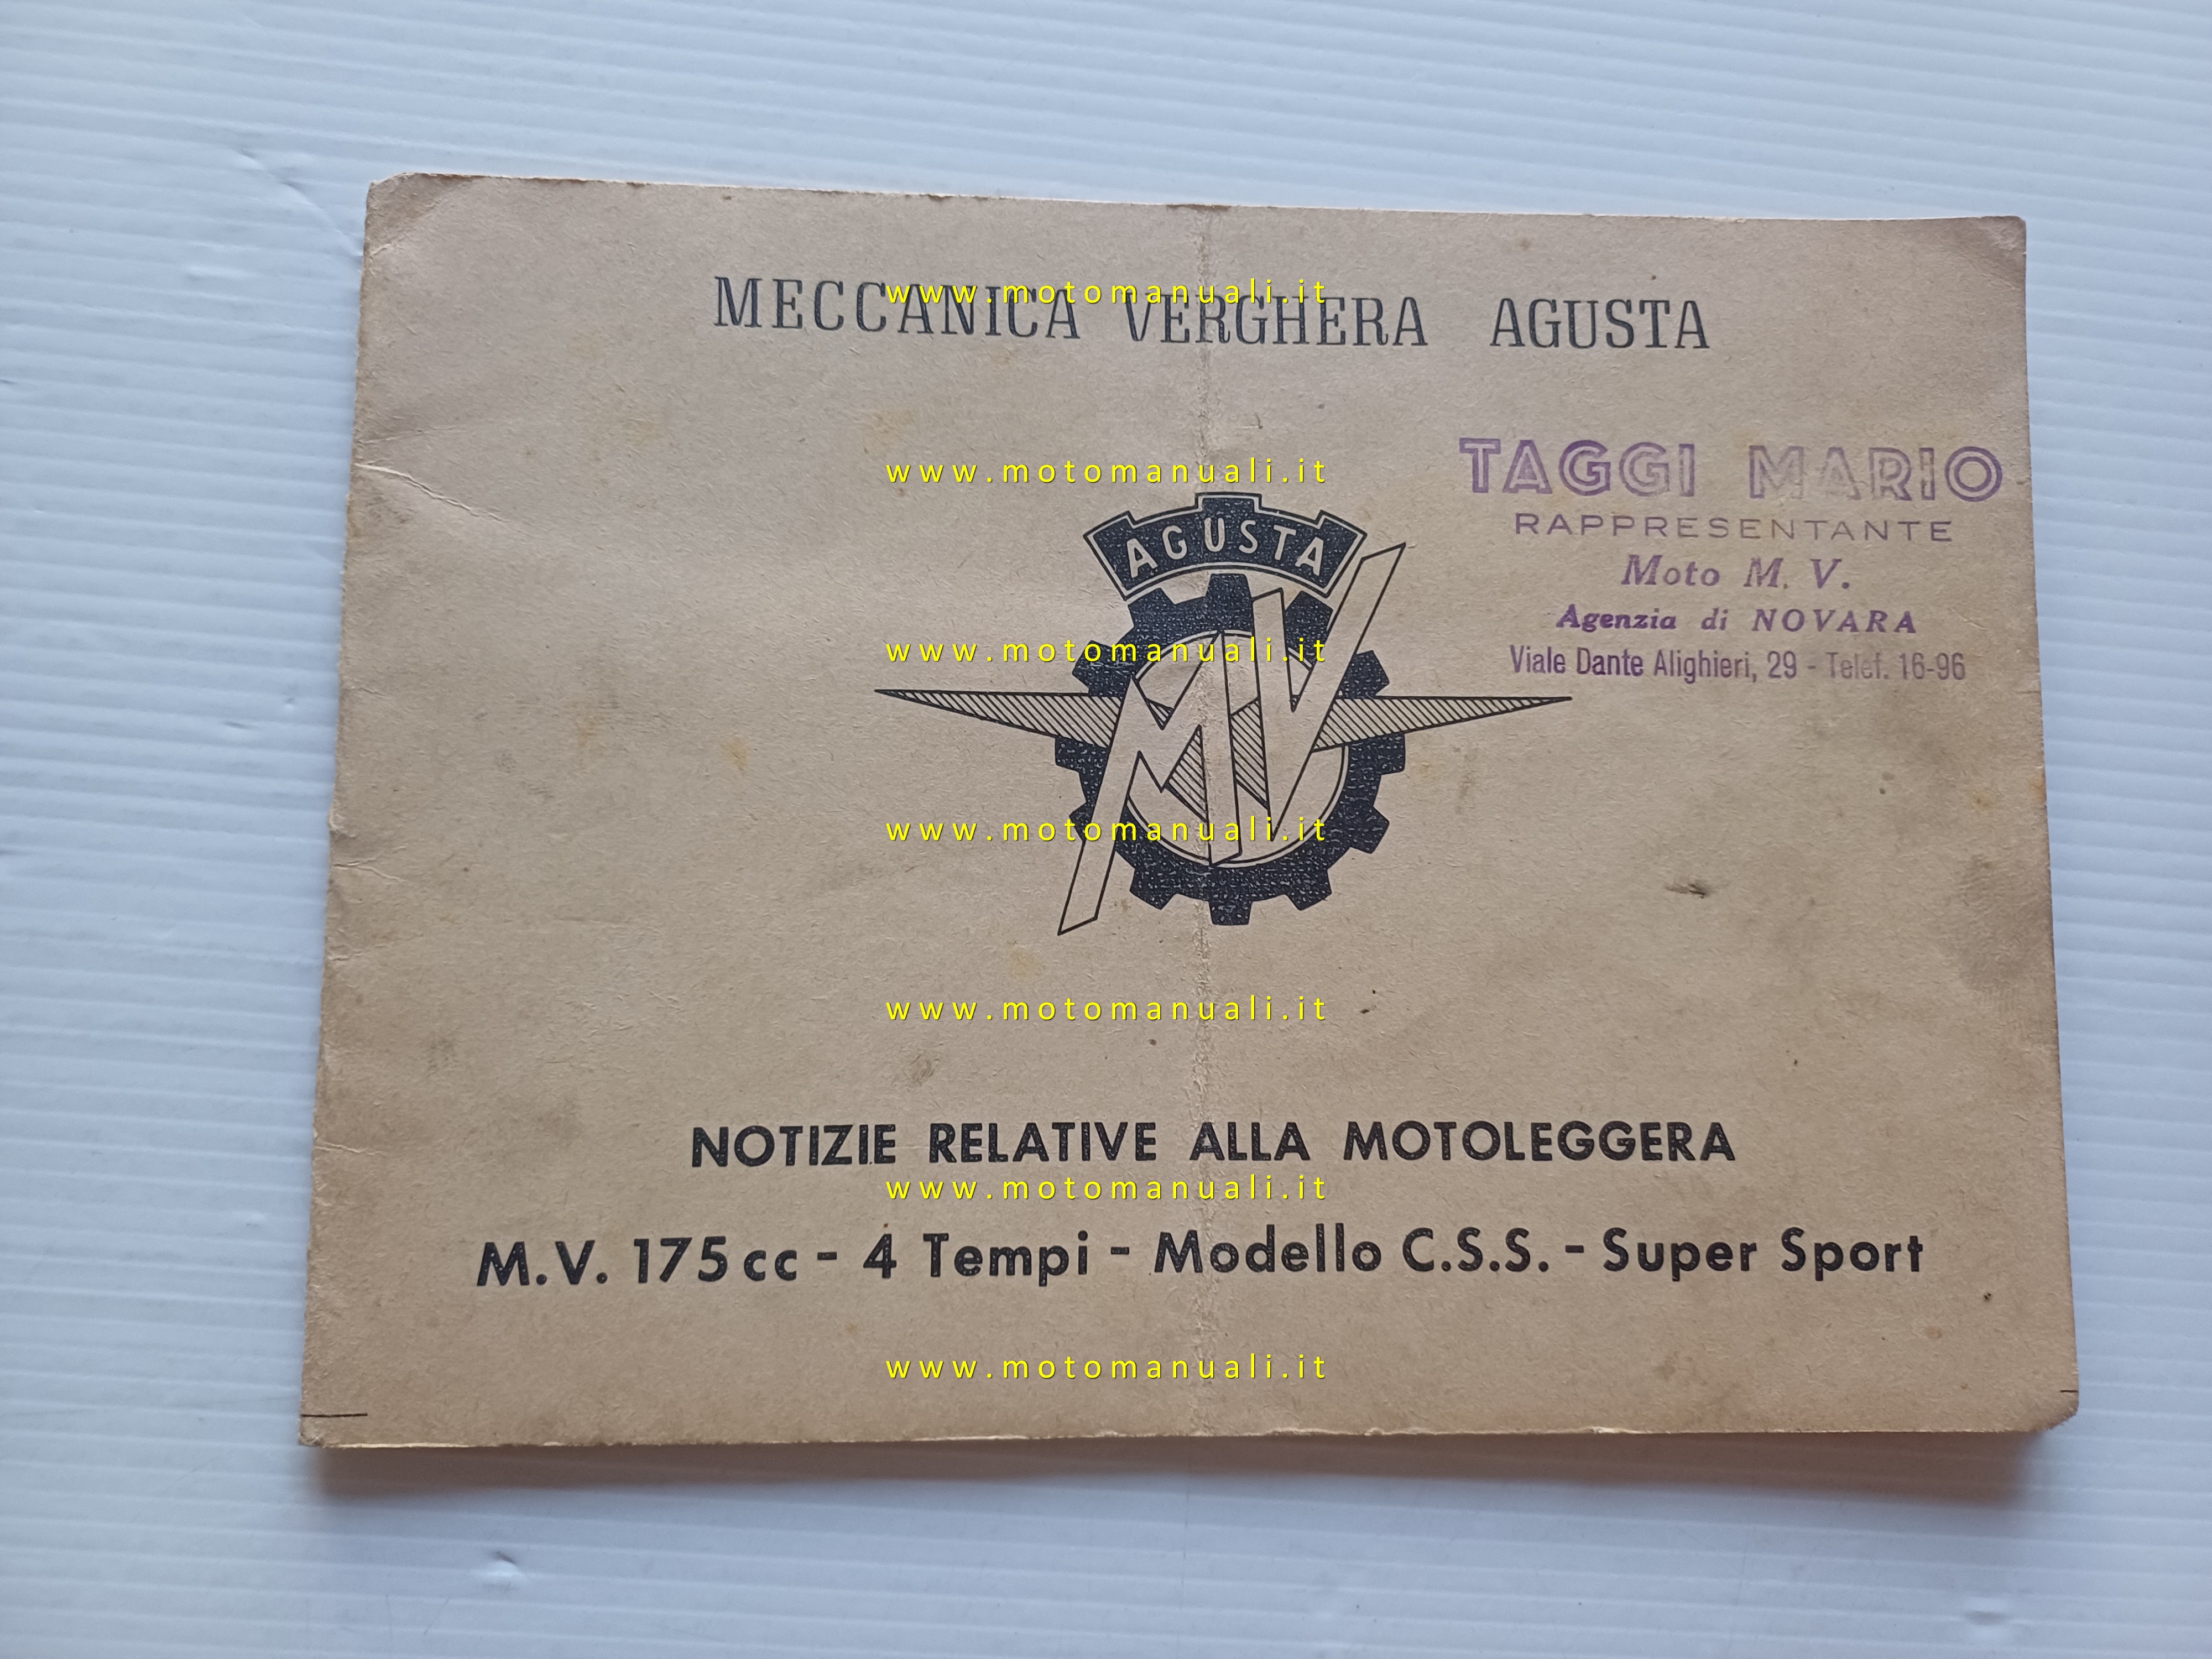 MECCANICA VERGHERA AGUSTA
www.motomanuali.it
TAGGI MARIO
RAPPRESENTANTE
Moto M. V.
Agenzia di NOVARA
Viale Dante Alighieri, 29 - Telef. 16-96
www.motomanuali.it
AGUSTA
MV
www.motomanuali.it
www.motomanuali.it
www.motomanuali.it
NOTIZIE RELATIVE ALLA MOTOLEGGERA
www.motomanuali.it
M.V. 175cc - 4 Tempi - Modello C.S.S. - Super Sport
www.motomanuali.it